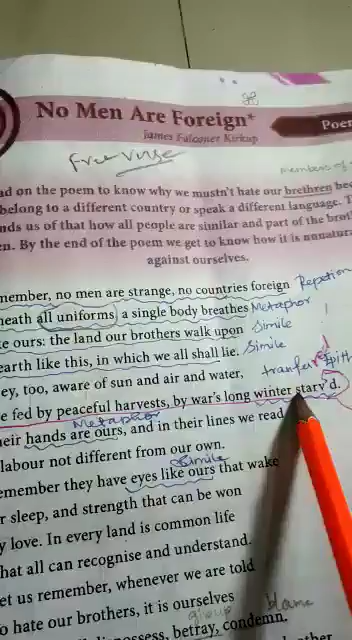 No Men Are Foreign*
Poem
James Falconer Kirkup
Free verse
members of
ad on the poem to know why we mustn't hate our brethren bec
belong to a different country or speak a different language. T
nds us of that how all people are similar and part of the brot
en. By the end of the poem we get to know how it is unnatura
against ourselves.
member, no men are strange, no countries foreign Repetion
neath all uniforms, a single body breathes Metaphor
ke ours: the land our brothers walk upon Simile
earth like this, in which we all shall lie. Simile
ey, too, aware of sun and air and water, tranferred Epith
e fed by peaceful harvests, by war's long winter starv'd.
Metaphor
heir hands are ours, and in their lines we read
labour not different from our own.
Simile
emember they have eyes like ours that wake
r sleep, and strength that can be won
y love. In every land is common life
hat all can recognise and understand.
et us remember, whenever we are told
o hate our brothers, it is ourselves
blame
possess, betray, condemn.
other